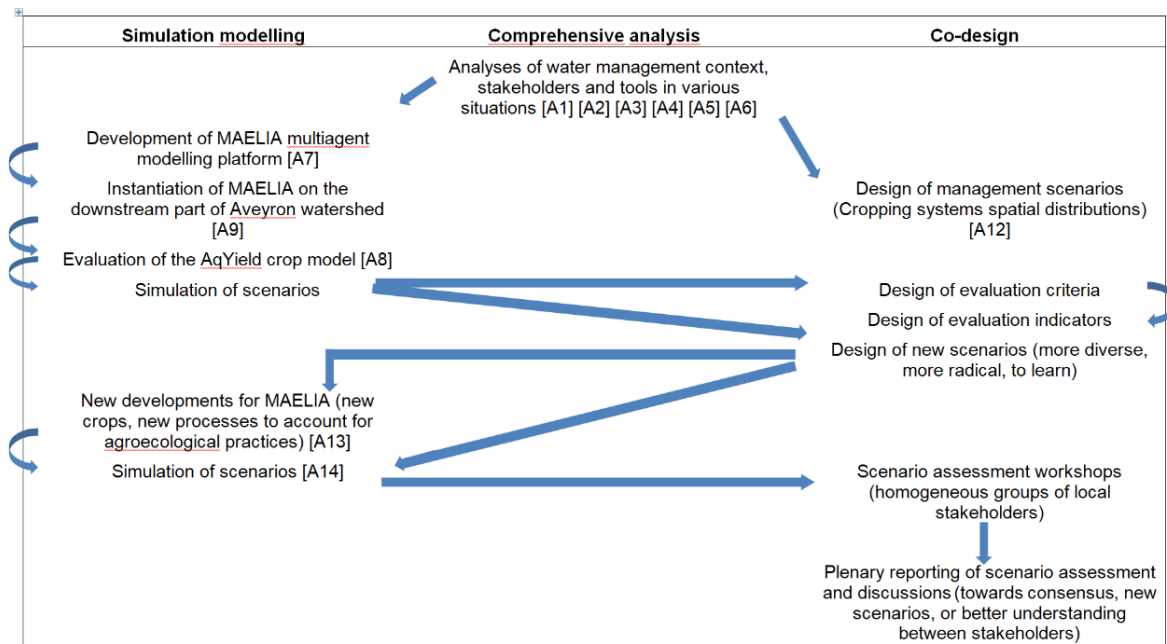 Simulation modelling
Comprehensive analysis
Co-design
Analyses of water management context,
stakeholders and tools in various
situations [A1] [A2] [A3] [A4] [A5] [A6]
Development of MAELIA multiagent
modelling platform [A7]
Instantiation of MAELIA on the
downstream part of Aveyron watershed
[A9]
Design of management scenarios
(Cropping systems spatial distributions)
[A12]
Evaluation of the AqYield crop model [A8]
Simulation of scenarios
Design of evaluation criteria
Design of evaluation indicators
Design of new scenarios (more diverse,
more radical, to learn)
New developments for MAELIA (new
crops, new processes to account for
agroecological practices) [A13]
Simulation of scenarios [A14]
Scenario assessment workshops
(homogeneous groups of local
stakeholders)
Plenary reporting of scenario assessment
and discussions (towards consensus, new
scenarios, or better understanding
between stakeholders)